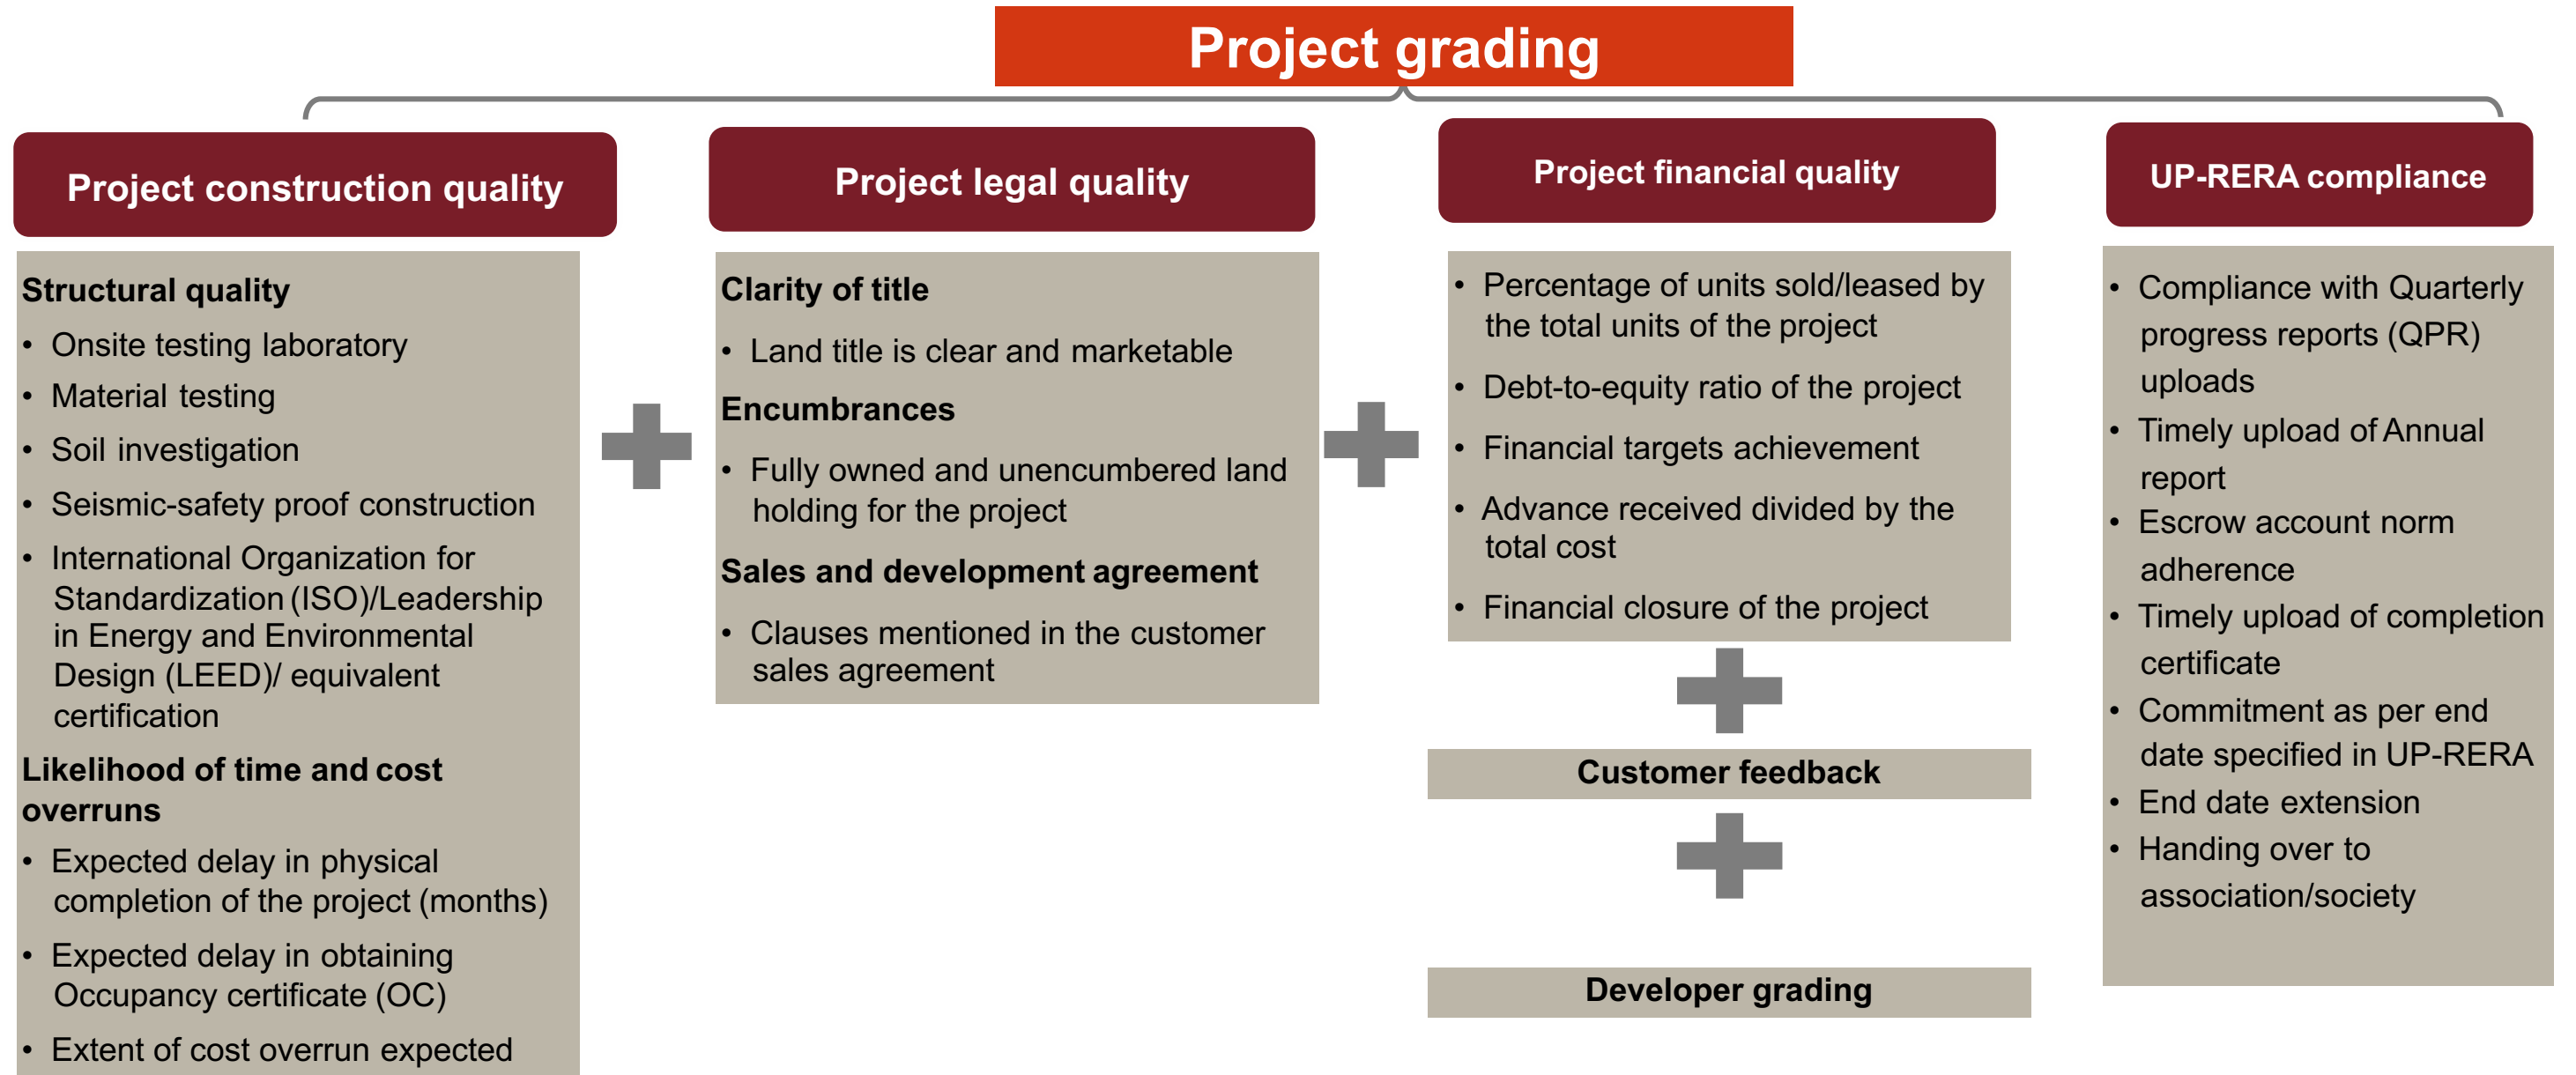 Project grading
Project construction quality
Structural quality
• Onsite testing laboratory
• Material testing
• Soil investigation
• Seismic-safety proof construction
• International Organization for
Standardization (ISO)/Leadership
in Energy and Environmental
Design (LEED)/ equivalent
certification
Likelihood of time and cost
overruns
• Expected delay in physical
completion of the project (months)
• Expected delay in obtaining
Occupancy certificate (OC)
• Extent of cost overrun expected
Project legal quality
Clarity of title
• Land title is clear and marketable
Encumbrances
• Fully owned and unencumbered land
holding for the project
Sales and development agreement
• Clauses mentioned in the customer
sales agreement
Project financial quality
• Percentage of units sold/leased by
the total units of the project
• Debt-to-equity ratio of the project
• Financial targets achievement
• Advance received divided by the
total cost
• Financial closure of the project
Customer feedback
Developer grading
UP-RERA compliance
• Compliance with Quarterly
progress reports (QPR)
uploads
• Timely upload of Annual
report
• Escrow account norm
adherence
• Timely upload of completion
certificate
• Commitment as per end
date specified in UP-RERA
• End date extension
• Handing over to
association/society